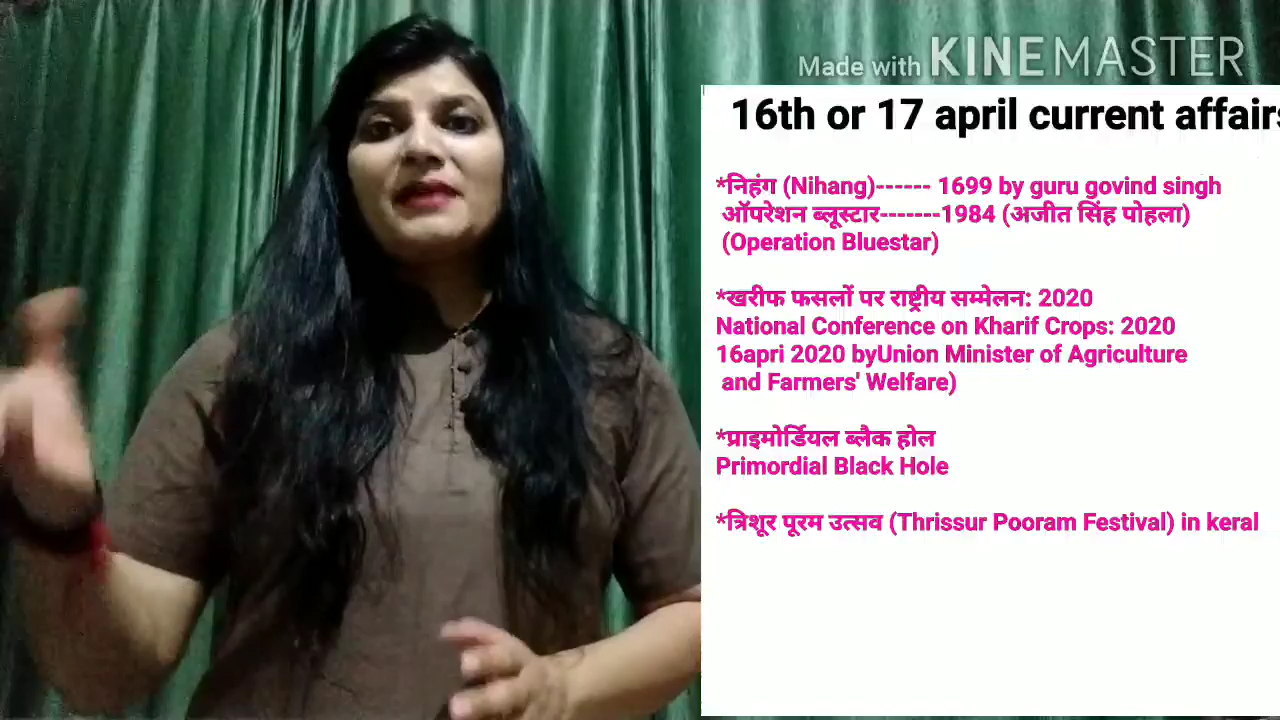 Made with KINEMASTER
16th or 17 april current affairs
*निहंग (Nihang)------ 1699 by guru govind singh
ऑपरेशन ब्लूस्टार-------1984 (अजीत सिंह पोहला)
(Operation Bluestar)
*खरीफ फसलों पर राष्ट्रीय सम्मेलन: 2020
National Conference on Kharif Crops: 2020
16apri 2020 byUnion Minister of Agriculture
and Farmers' Welfare)
*प्राइमोर्डियल ब्लैक होल
Primordial Black Hole
*त्रिशूर पूरम उत्सव (Thrissur Pooram Festival) in keral